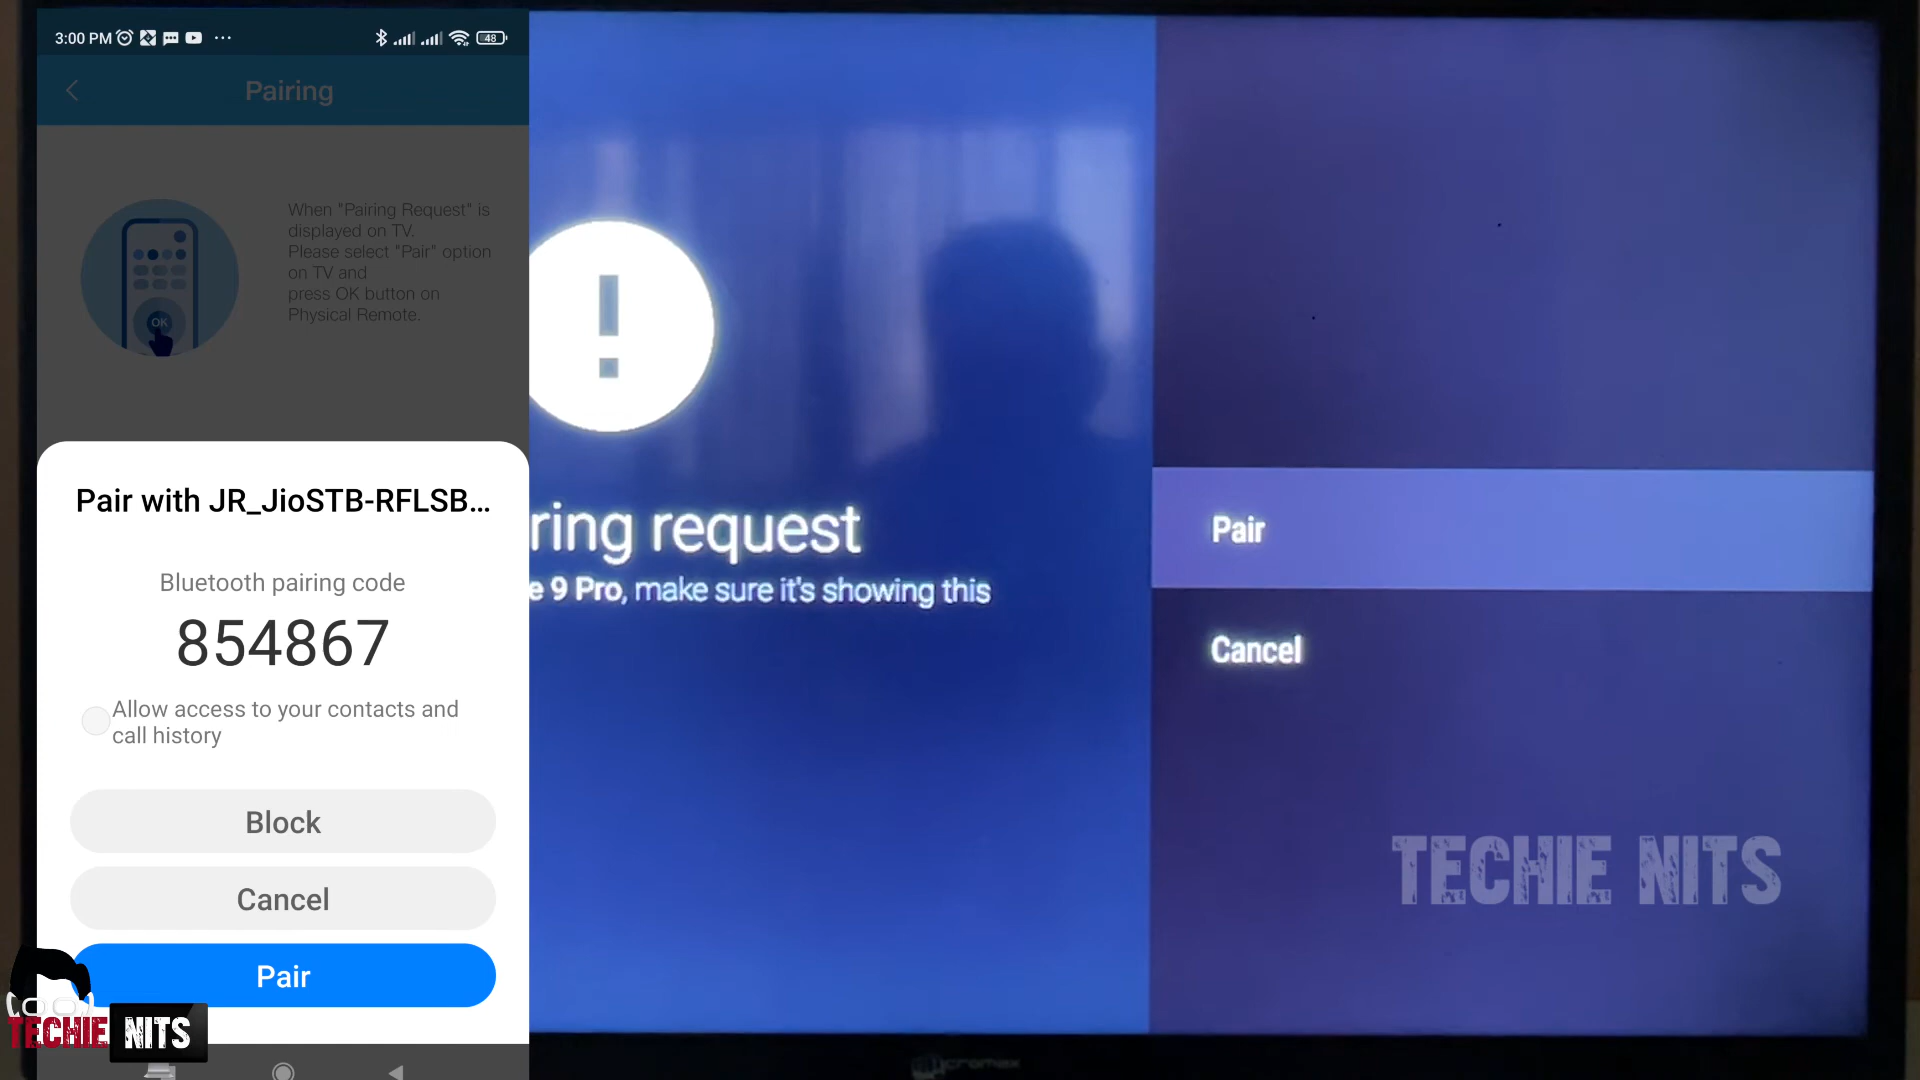 3:00 PM
48
Pairing
When "Pairing Request" is
displayed on TV.
Please select "Pair" option
on TV and
press OK button on
Physical Remote.
OK
Pair with JR_JioSTB-RFLSB...
Bluetooth pairing code
854867
Allow access to your contacts and
call history
Block
Cancel
Pair
TECHIE NITS
ring request
e 9 Pro, make sure it's showing this
Pair
Cancel
TECHIE NITS